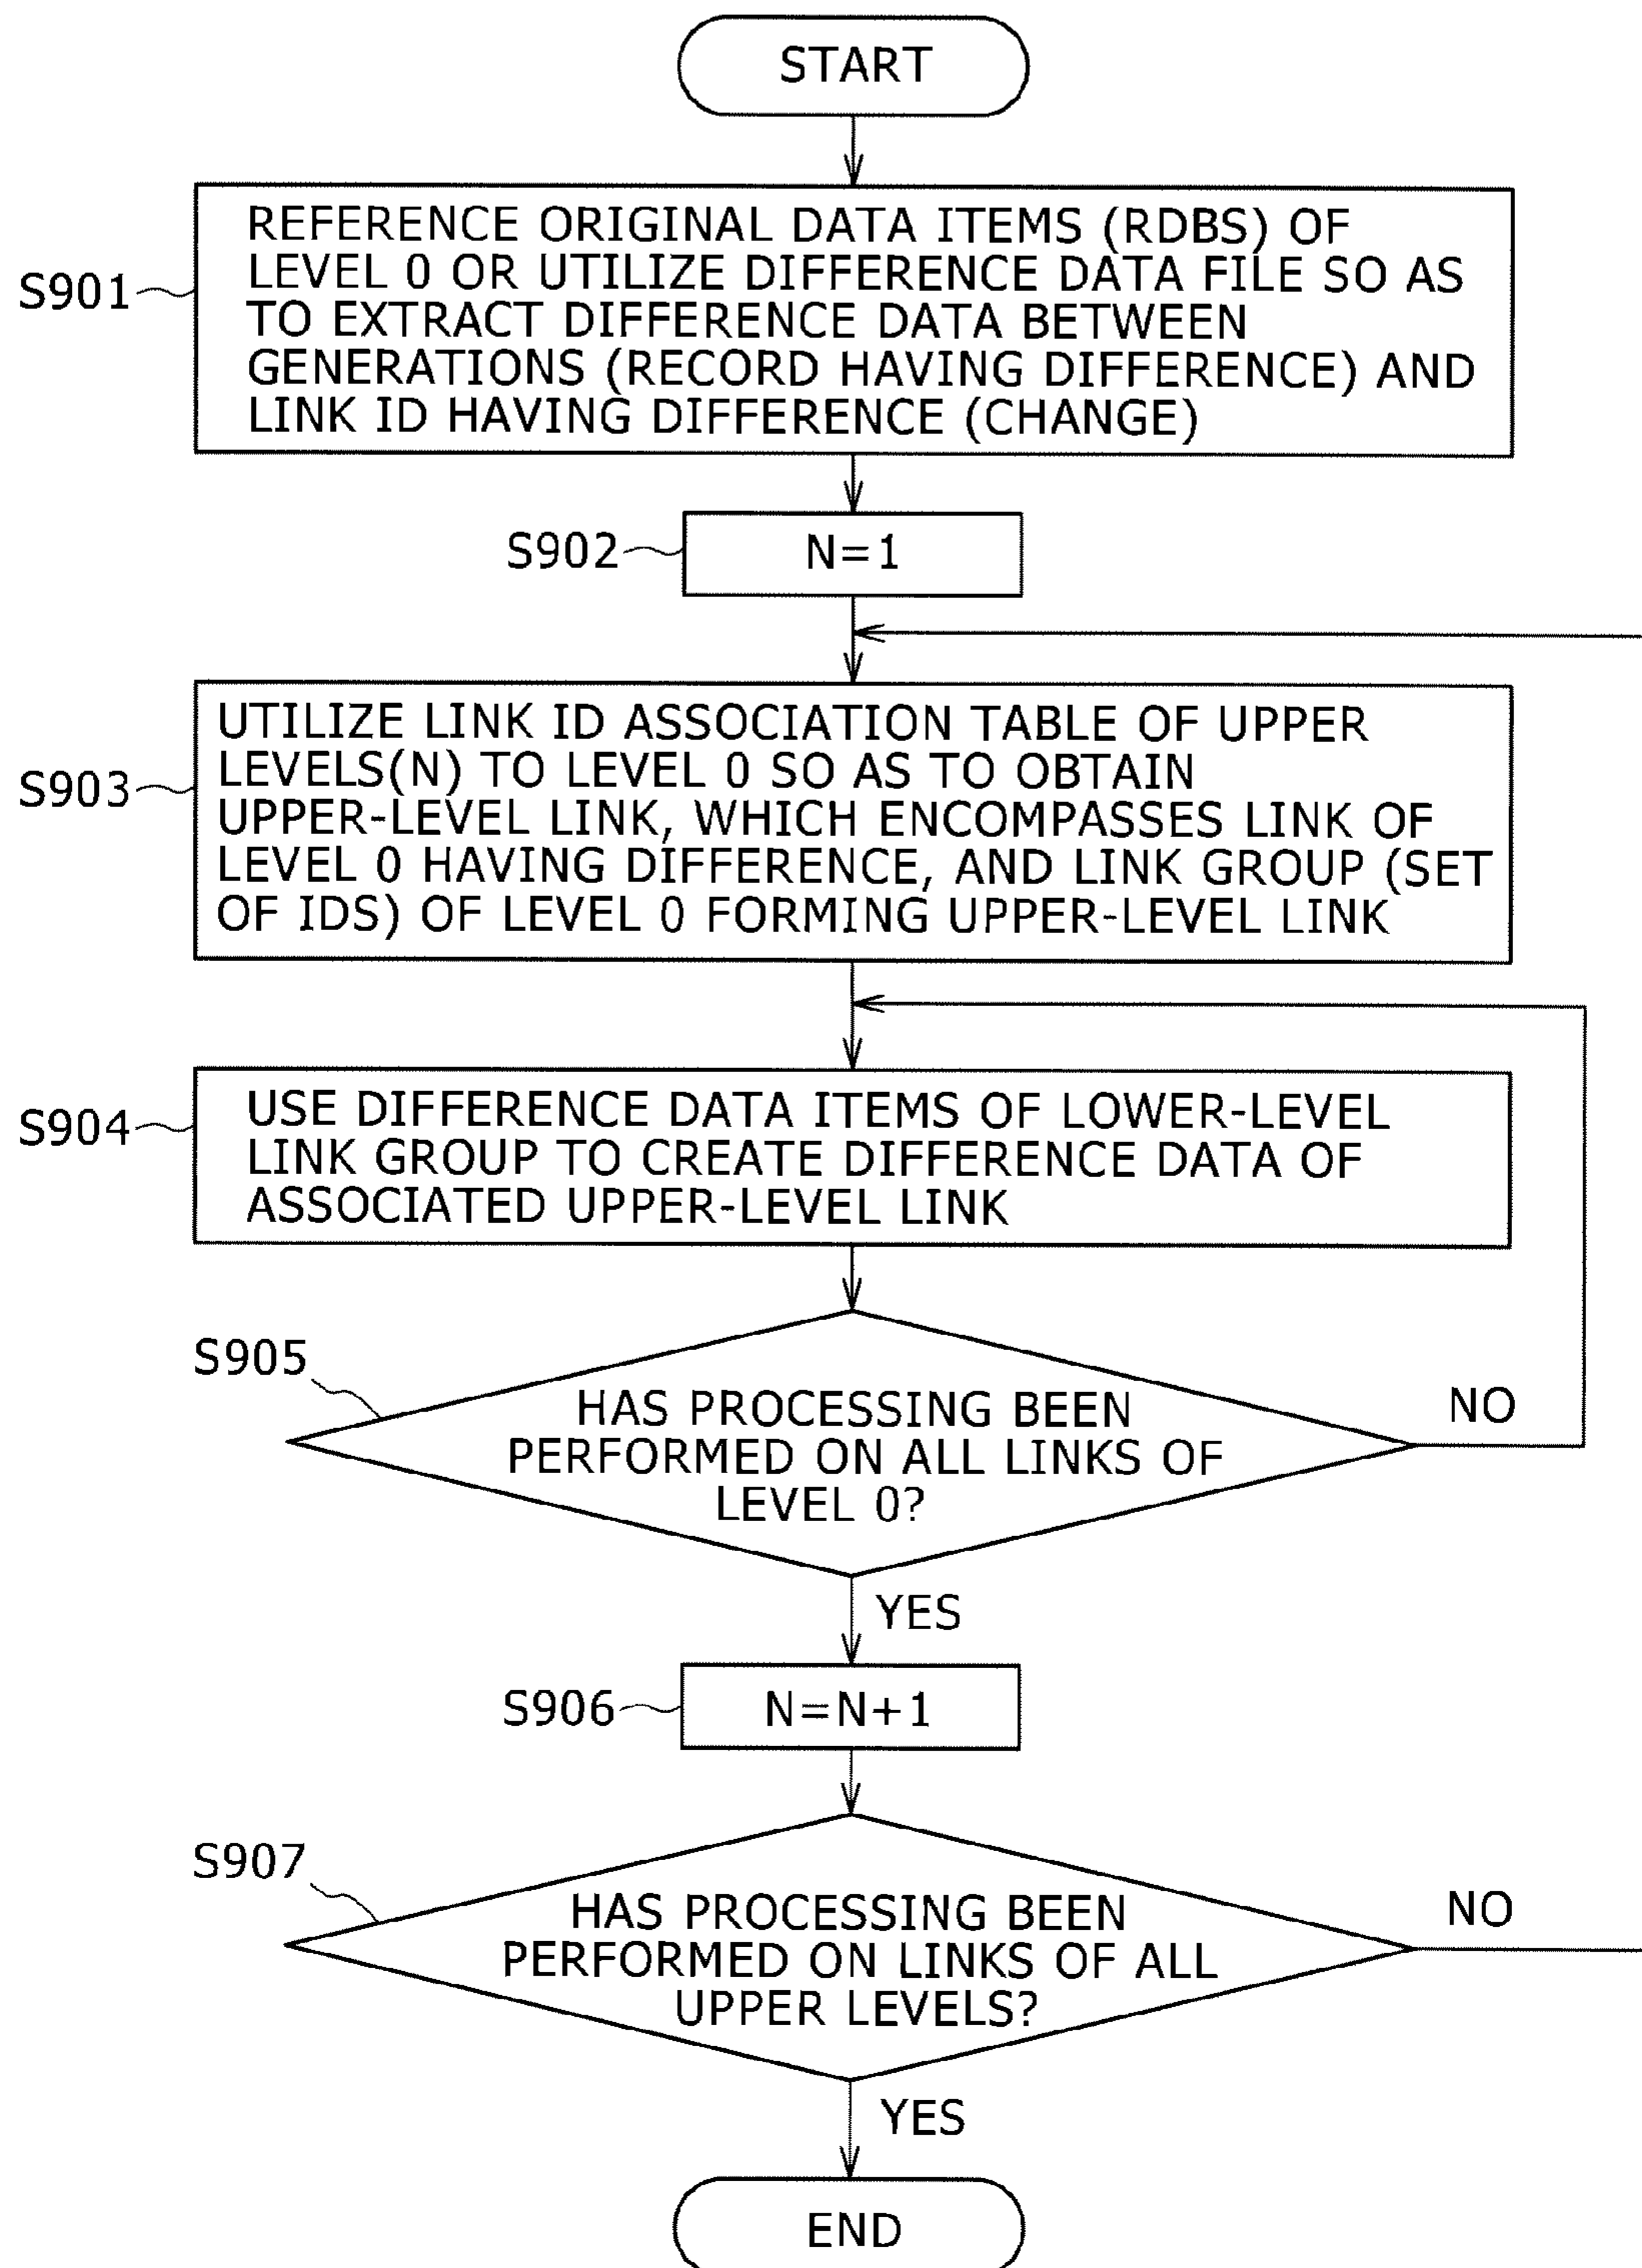 START
S901
REFERENCE ORIGINAL DATA ITEMS (RDBS) OF
LEVEL 0 OR UTILIZE DIFFERENCE DATA FILE SO AS
TO EXTRACT DIFFERENCE DATA BETWEEN
GENERATIONS (RECORD HAVING DIFFERENCE) AND
LINK ID HAVING DIFFERENCE (CHANGE)
S902
N=1
S903
UTILIZE LINK ID ASSOCIATION TABLE OF UPPER
LEVELS(N) TO LEVEL 0 SO AS TO OBTAIN
UPPER-LEVEL LINK, WHICH ENCOMPASSES LINK OF
LEVEL 0 HAVING DIFFERENCE, AND LINK GROUP (SET
OF IDS) OF LEVEL 0 FORMING UPPER-LEVEL LINK
S904
USE DIFFERENCE DATA ITEMS OF LOWER-LEVEL
LINK GROUP TO CREATE DIFFERENCE DATA OF
ASSOCIATED UPPER-LEVEL LINK
S905
HAS PROCESSING BEEN
PERFORMED ON ALL LINKS OF
LEVEL 0?
NO
YES
S906
N=N+1
S907
HAS PROCESSING BEEN
PERFORMED ON LINKS OF ALL
UPPER LEVELS?
NO
YES
END